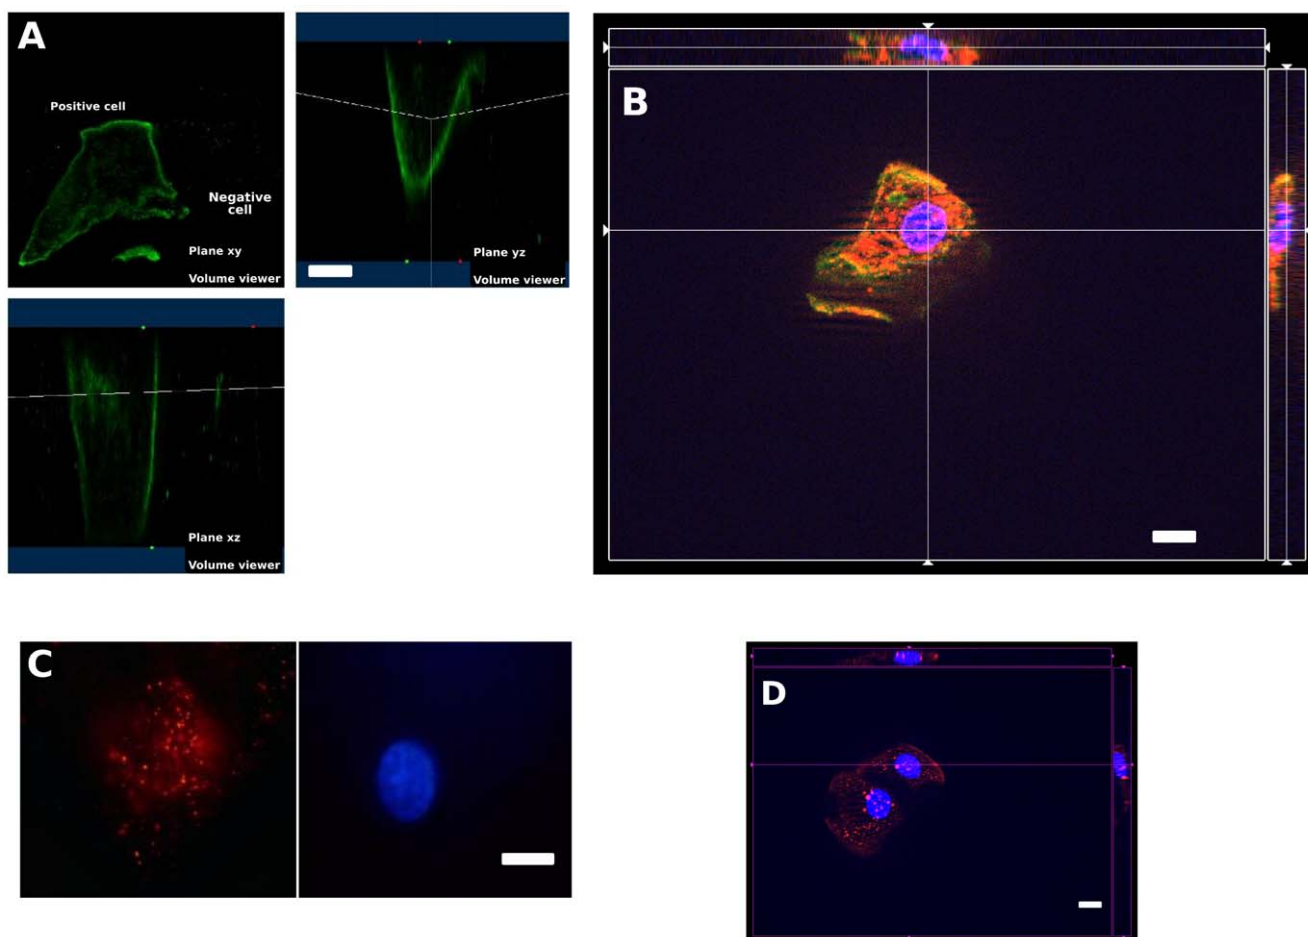 A
Positive cell
Negative
cell
Plane xy
Volume viewer
Plane yz
Volume viewer
Plane xz
Volume viewer
B
C
D